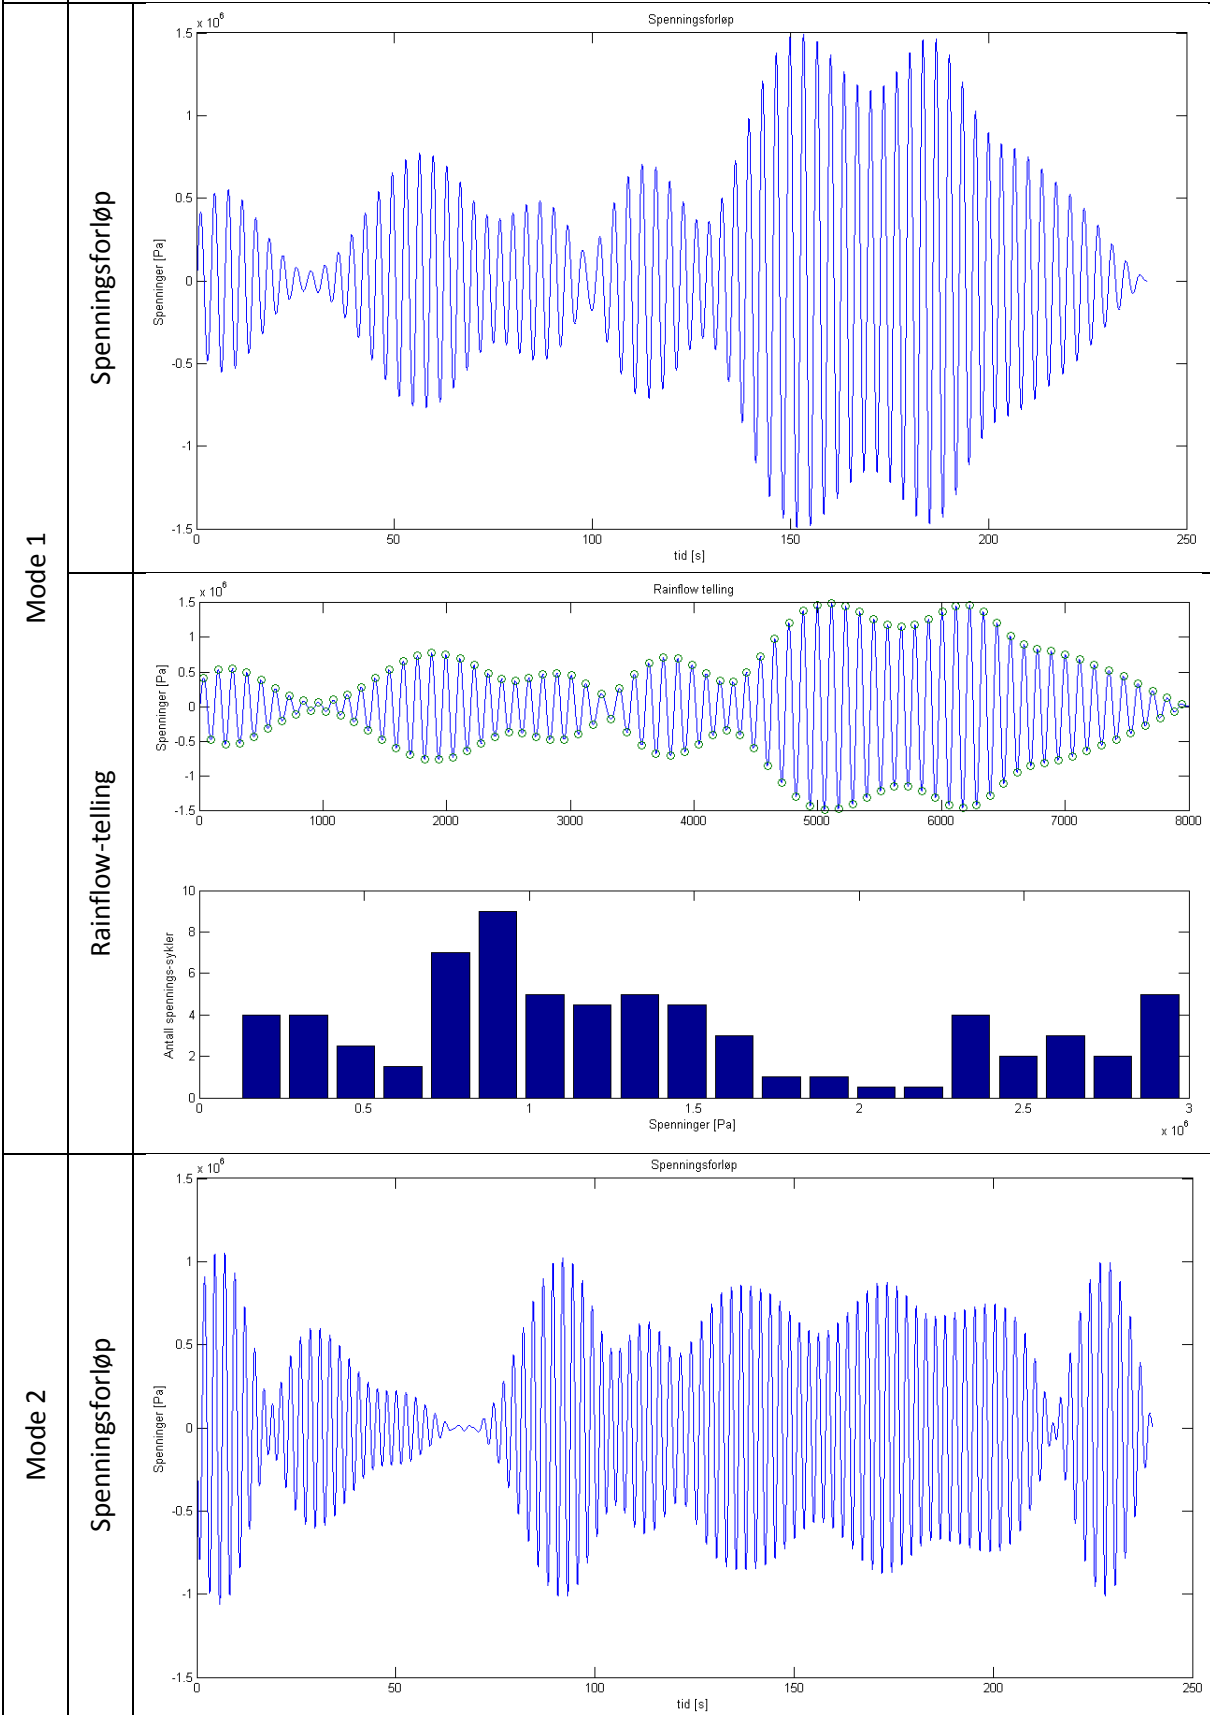 Mode 1
Spenningsforløp
Spenningsforløp
x 10^6
1.5
1
0.5
0
-0.5
-1
-1.5
Spenninger [Pa]
0 50 100 150 200 250
tid [s]
Rainflow-telling
Rainflow telling
x 10^6
1.5
1
0.5
0
-0.5
-1
-1.5
Spenninger [Pa]
0 1000 2000 3000 4000 5000 6000 7000 8000
10
8
6
4
2
0
Antall spennings-sykler
0 0.5 1 1.5 2 2.5 3
Spenninger [Pa]
x 10^6
Mode 2
Spenningsforløp
Spenningsforløp
x 10^6
1.5
1
0.5
0
-0.5
-1
-1.5
Spenninger [Pa]
0 50 100 150 200 250
tid [s]